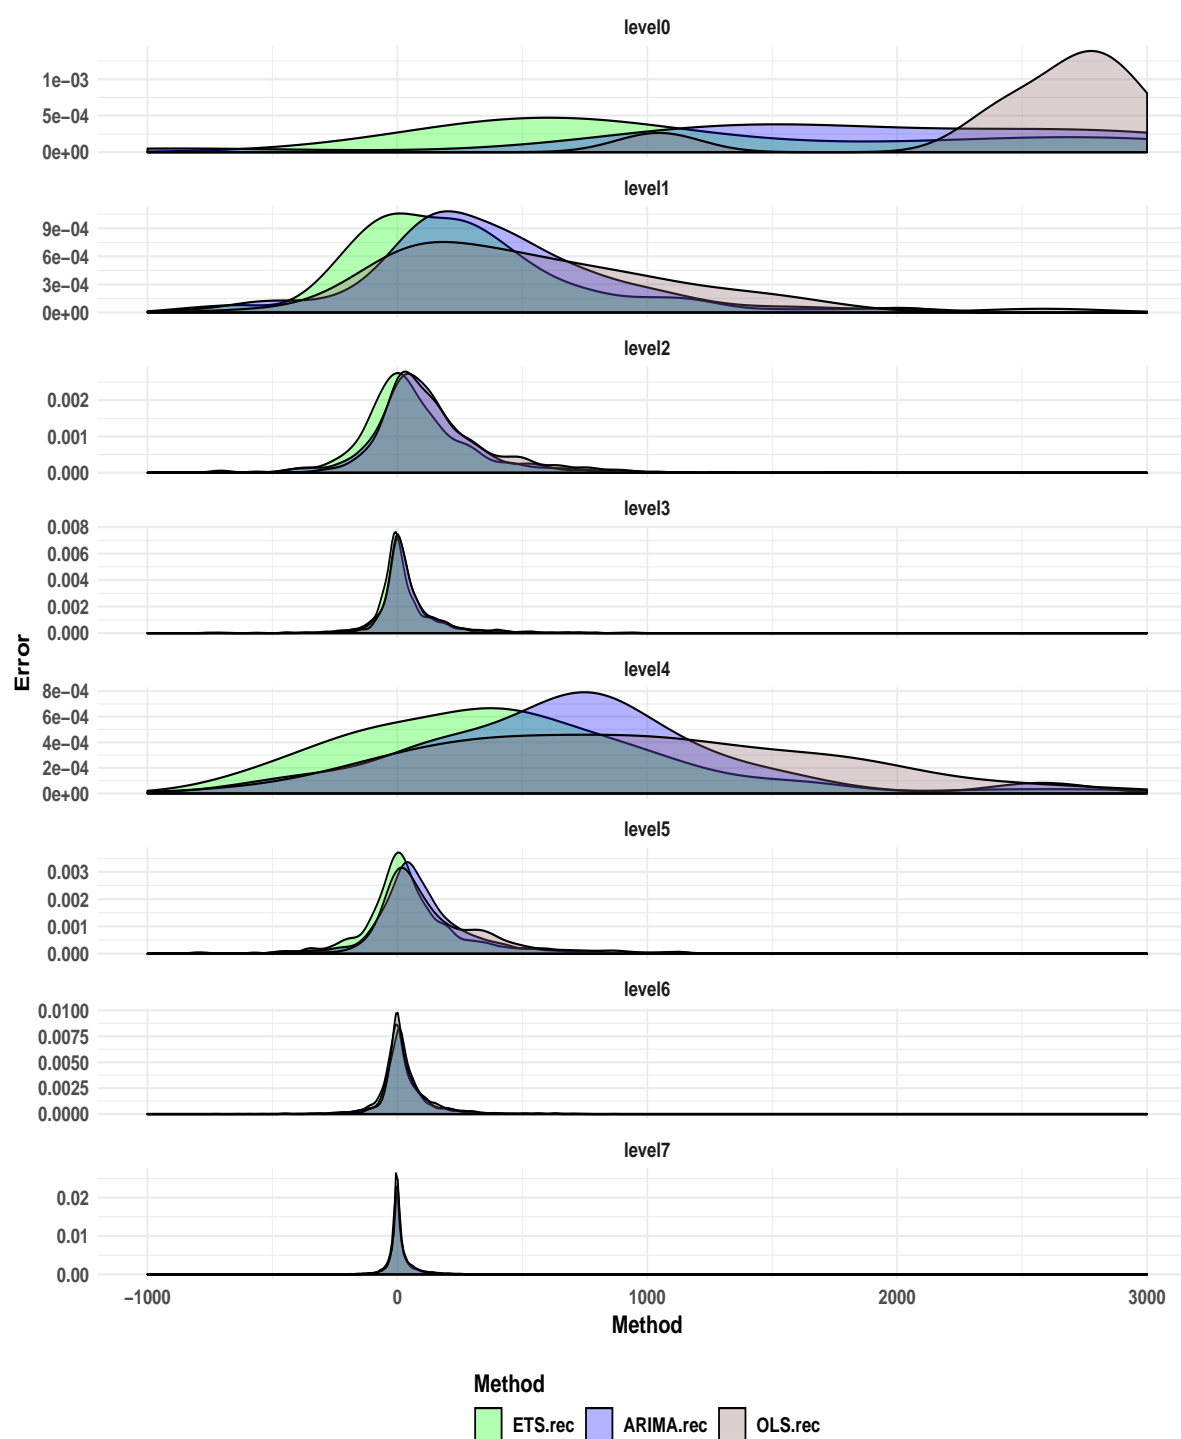 level0
1e−03
5e−04
0e+00
level1
9e−04
6e−04
3e−04
0e+00
level2
0.002
0.001
0.000
level3
0.008
0.006
0.004
0.002
0.000
Error
level4
8e−04
6e−04
4e−04
2e−04
0e+00
level5
0.003
0.002
0.001
0.000
level6
0.0100
0.0075
0.0050
0.0025
0.0000
level7
0.02
0.01
0.00
−1000 0 1000 2000 3000
Method
Method
ETS.rec ARIMA.rec OLS.rec